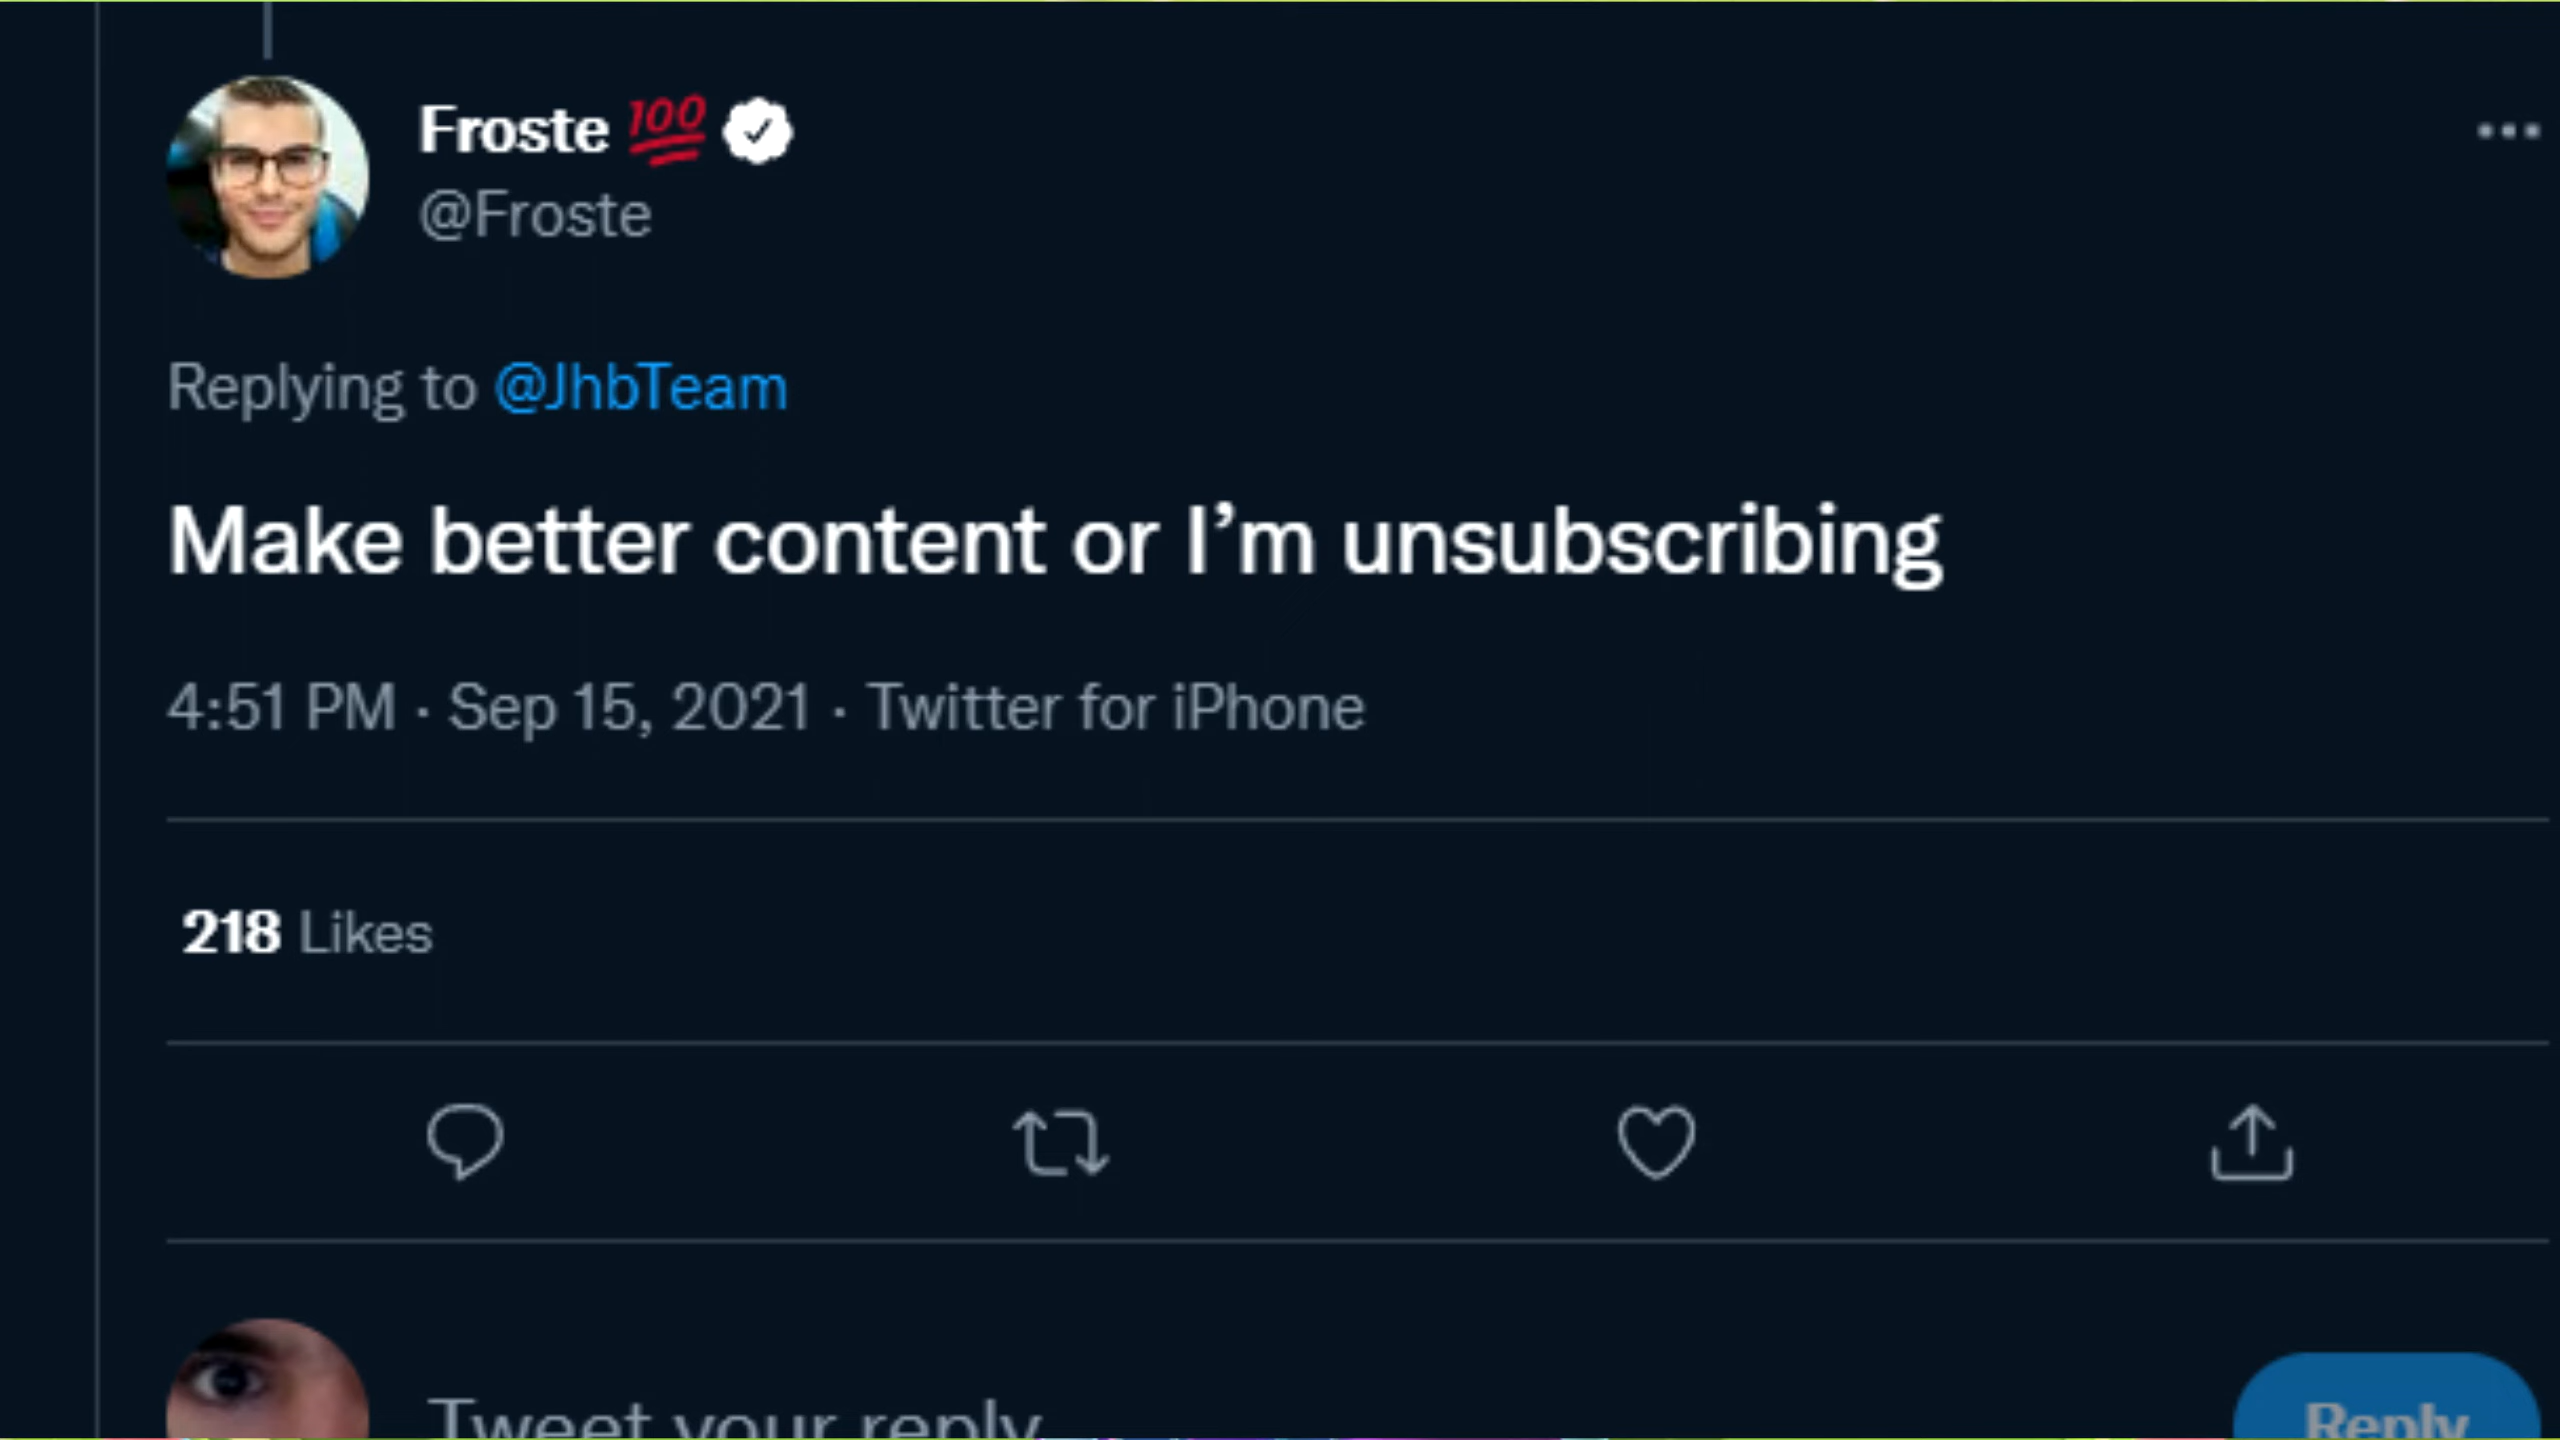 Froste 💯
@Froste
Replying to @JhbTeam
Make better content or I’m unsubscribing
4:51 PM · Sep 15, 2021 · Twitter for iPhone
218 Likes
Tweet your reply
Reply